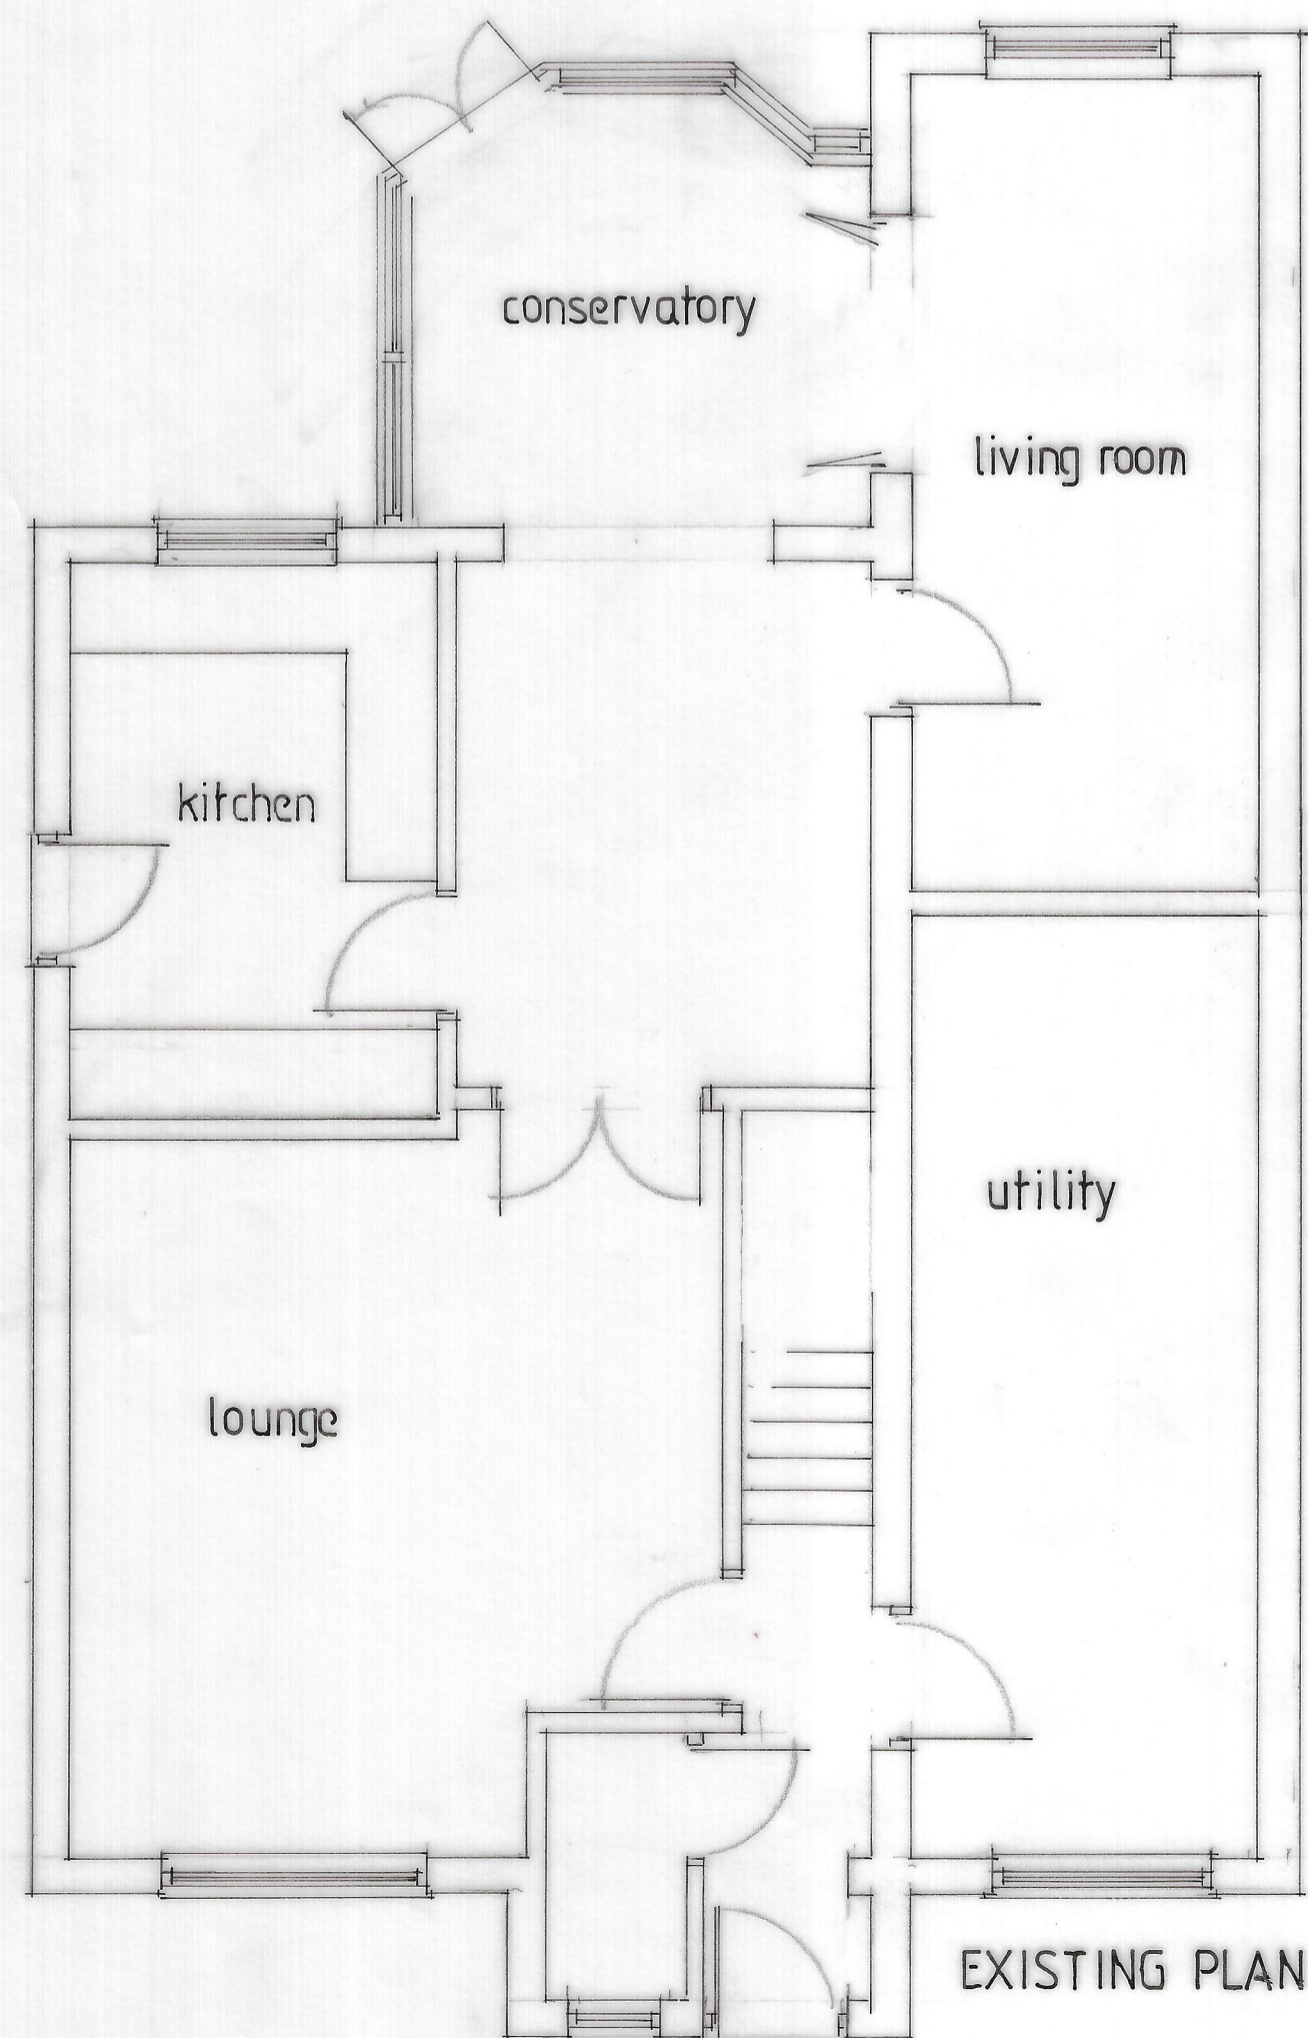 conservatory
living room
kitchen
utility
lounge
EXISTING PLAN